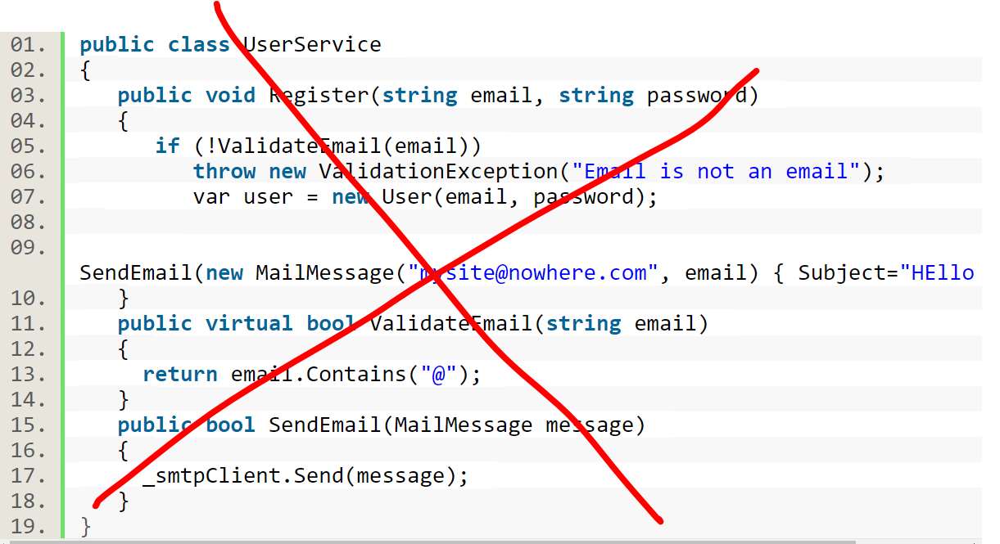 01. public class UserService
02. {
03. public void Register(string email, string password)
04. {
05. if (!ValidateEmail(email))
06. throw new ValidationException("Email is not an email");
07. var user = new User(email, password);
08.
09.
SendEmail(new MailMessage("mysite@nowhere.com", email) { Subject="HEllo
10. }
11. public virtual bool ValidateEmail(string email)
12. {
13. return email.Contains("@");
14. }
15. public bool SendEmail(MailMessage message)
16. {
17. _smtpClient.Send(message);
18. }
19. }